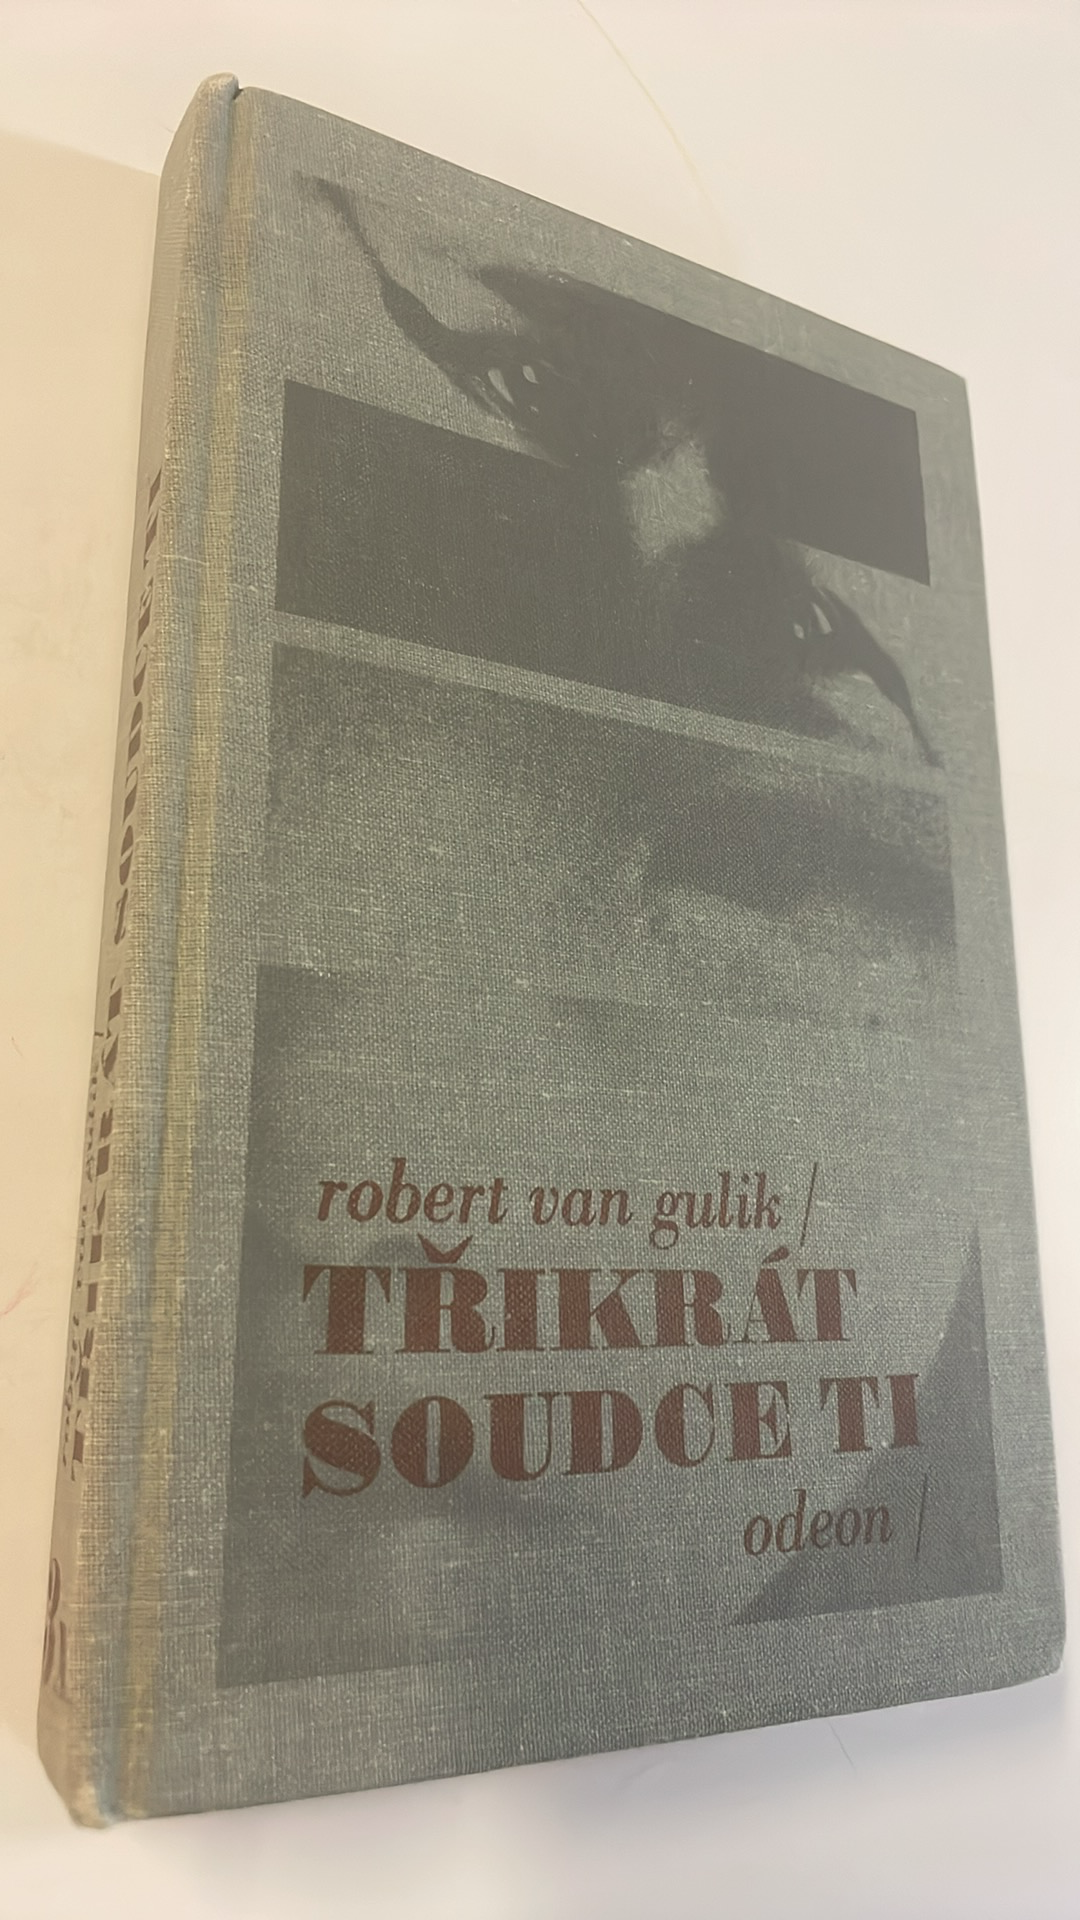 robert van gulik /
TŘIKRÁT
SOUDCE TI
odeon /